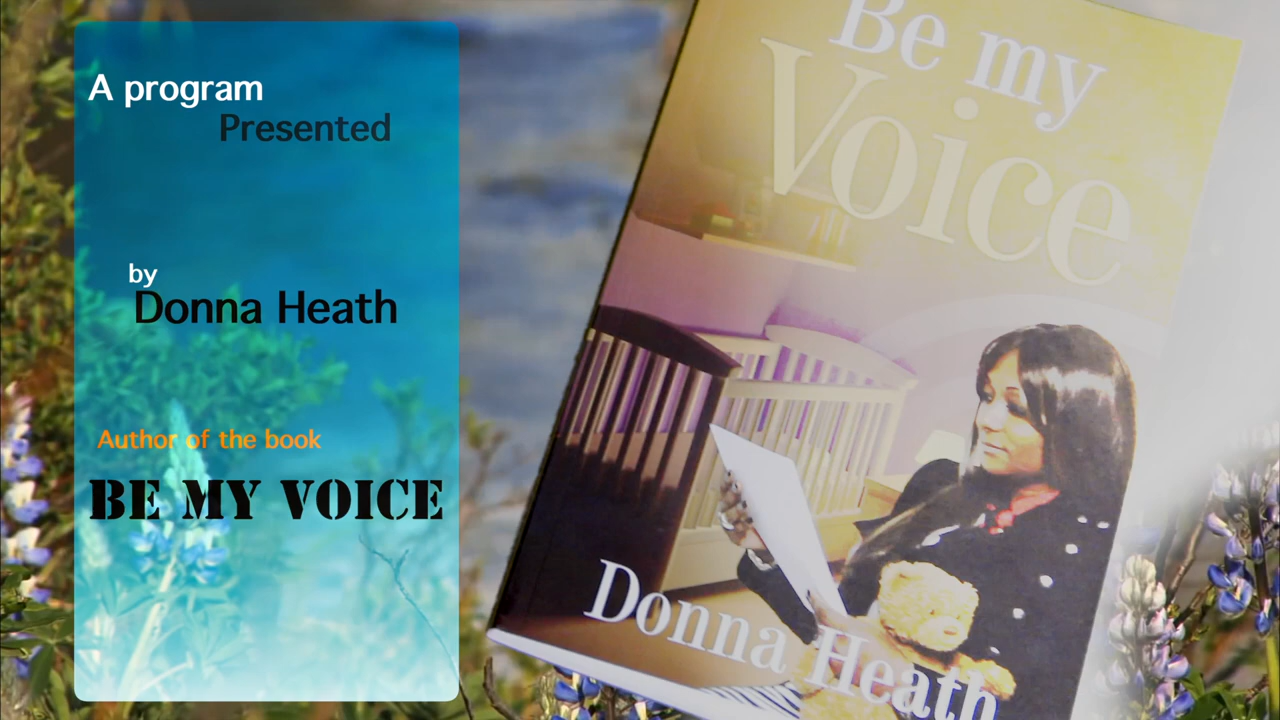 A program
Presented
by
Donna Heath
Author of the book
BE MY VOICE
Be my
Voice
Donna Heath